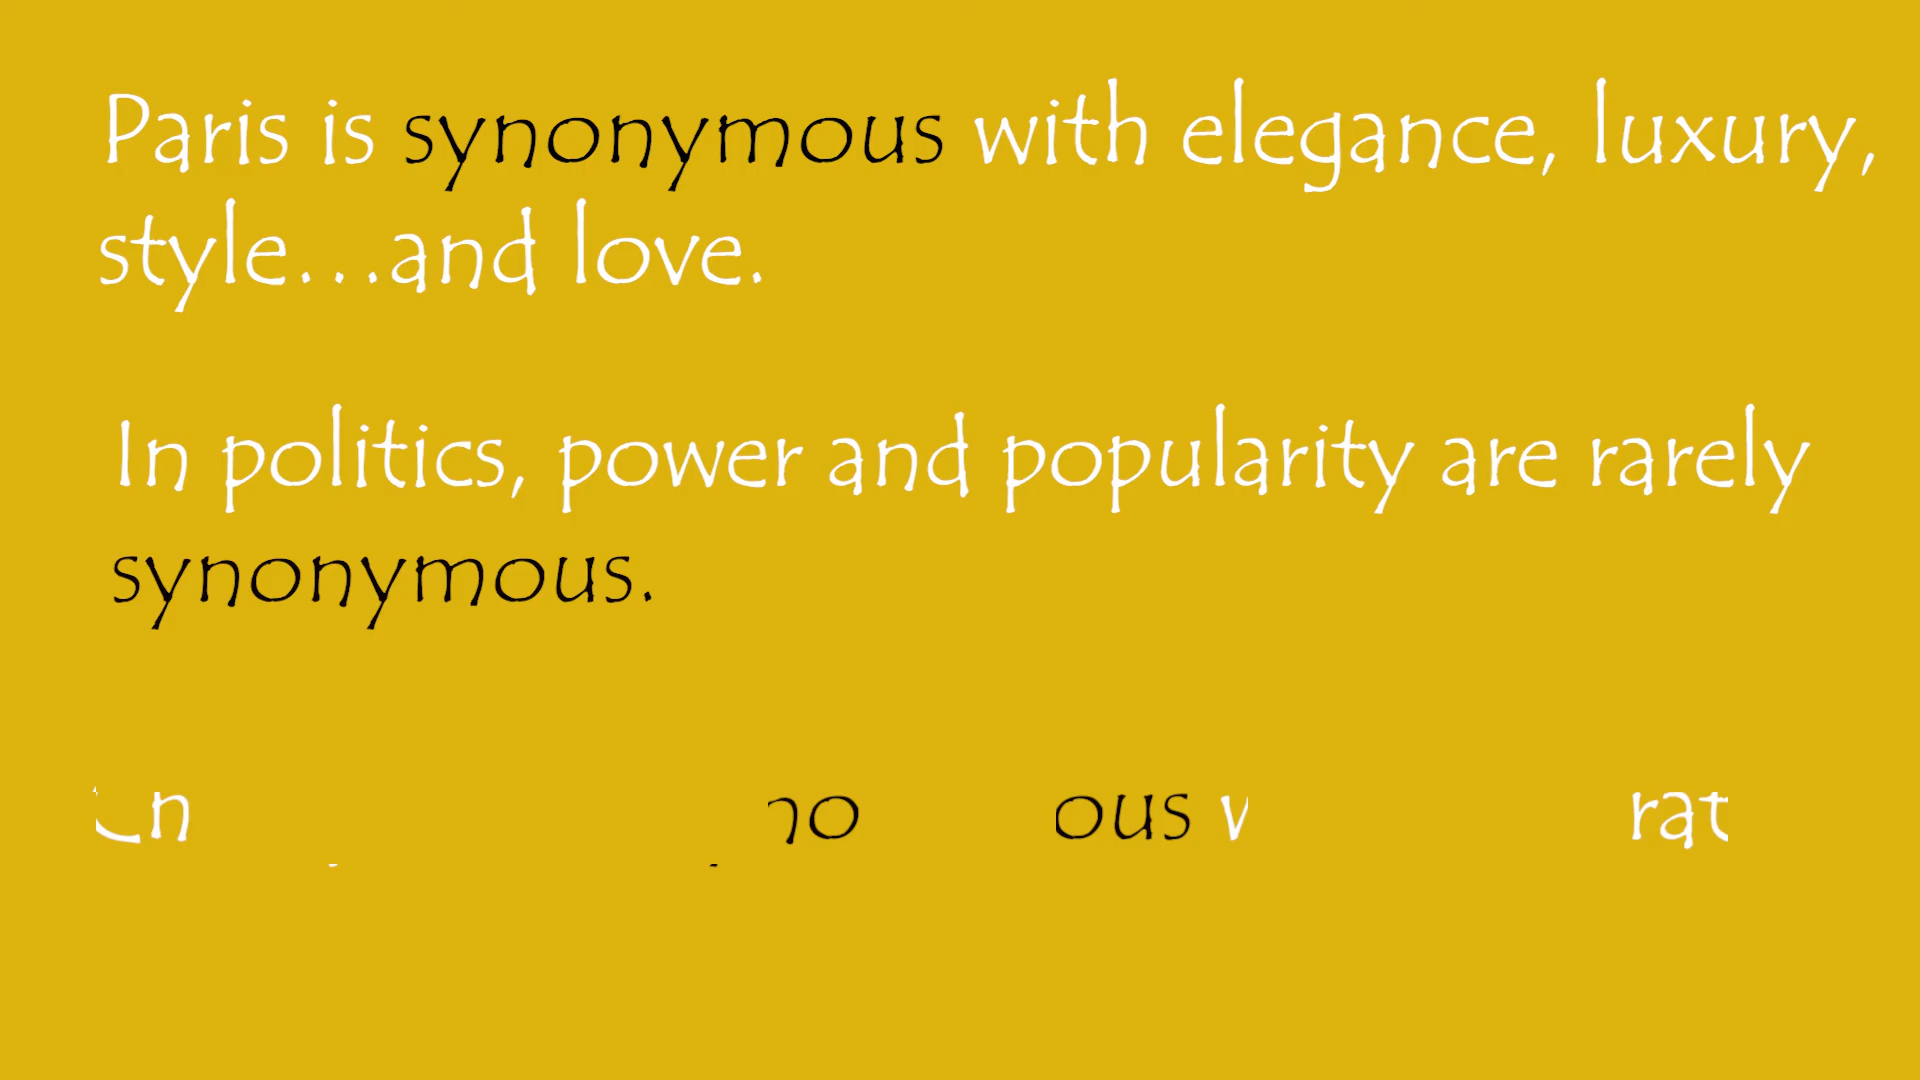 Paris is synonymous with elegance, luxury,
style...and love.
In politics, power and popularity are rarely
synonymous.